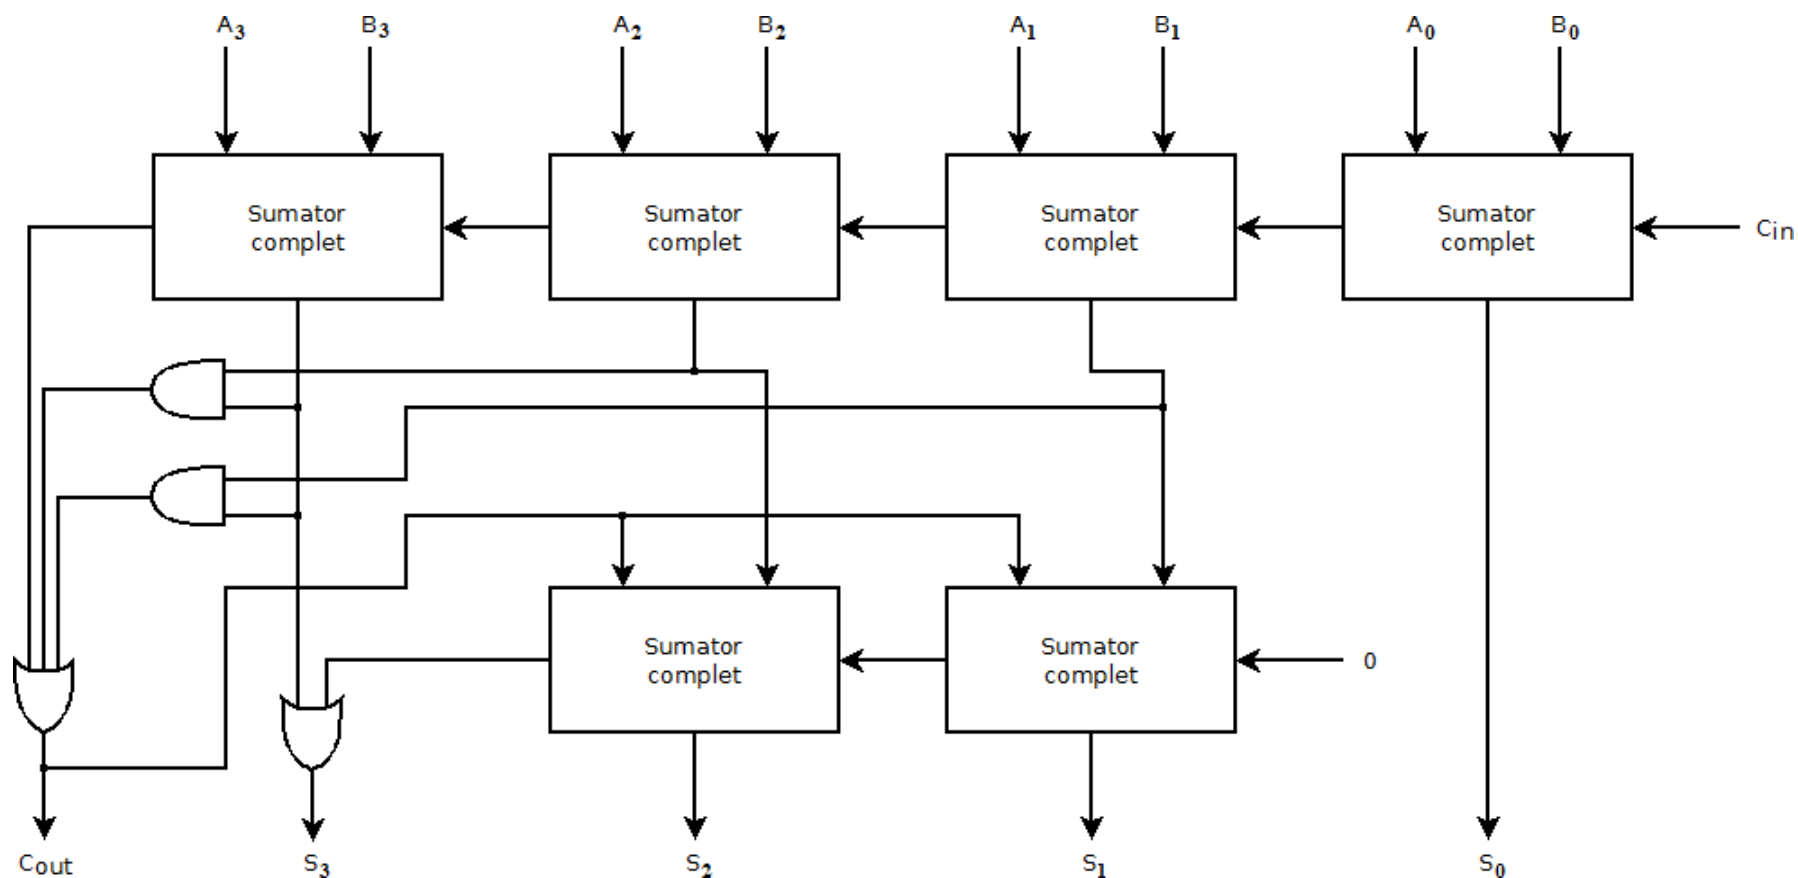 A3 B3 A2 B2 A1 B1 A0 B0
Sumator
complet
Sumator
complet
Sumator
complet
Sumator
complet
Cin
Sumator
complet
Sumator
complet
0
Cout S3 S2 S1 S0